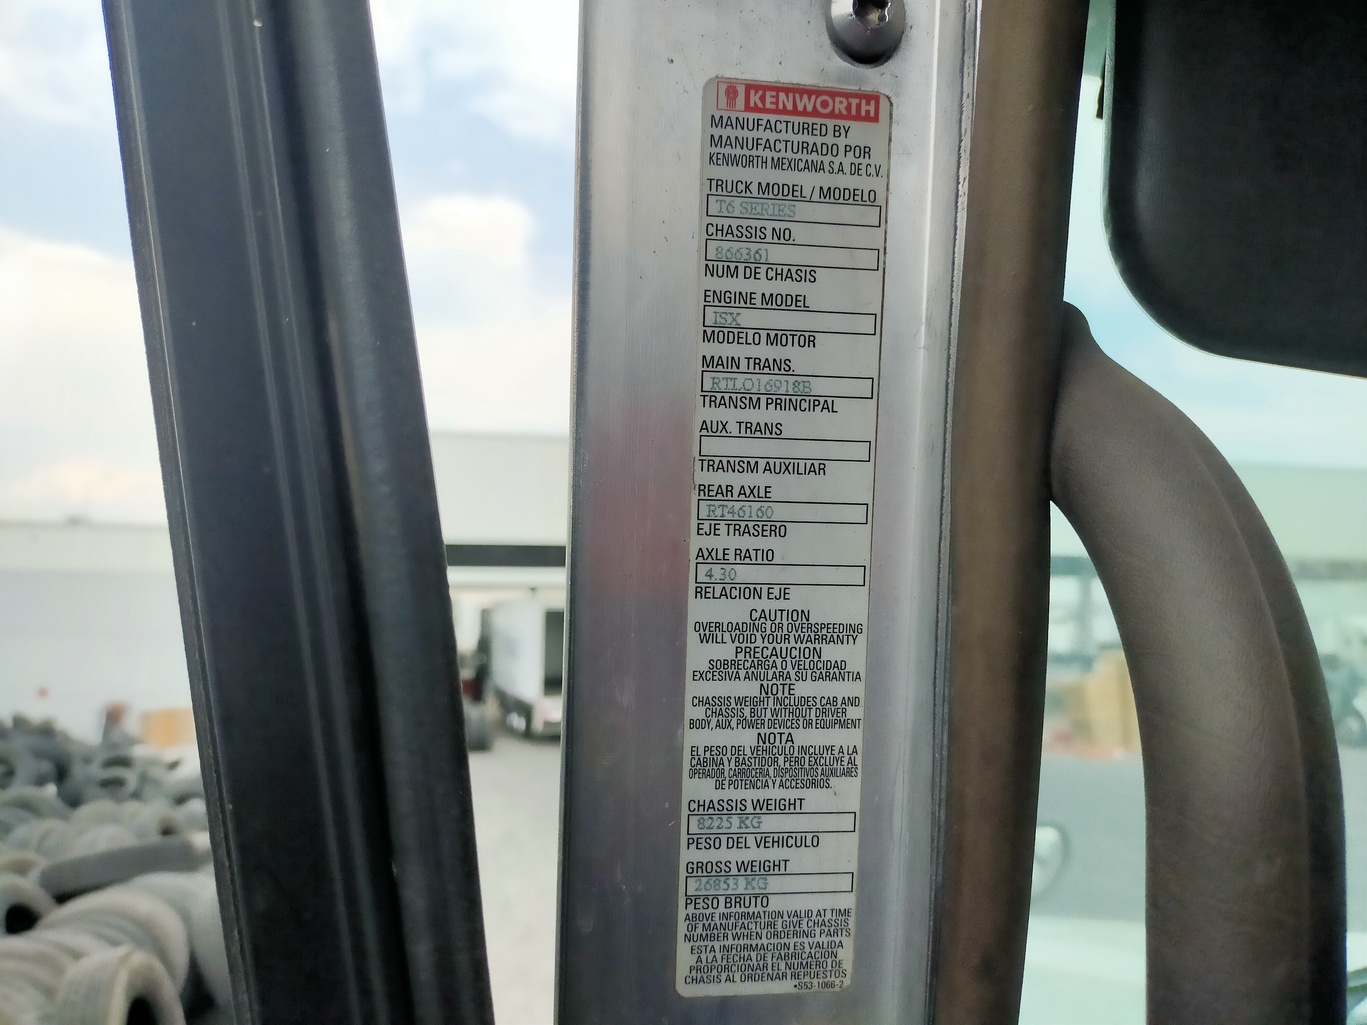 KENWORTH
MANUFACTURED BY
MANUFACTURADO POR
KENWORTH MEXICANA S.A. DE C.V.
TRUCK MODEL / MODELO
T6 SERIES
CHASSIS NO.
866361
NUM DE CHASIS
ENGINE MODEL
ISX
MODELO MOTOR
MAIN TRANS.
RTLO16918B
TRANSM PRINCIPAL
AUX. TRANS
TRANSM AUXILIAR
REAR AXLE
RT46160
EJE TRASERO
AXLE RATIO
4.30
RELACION EJE
CAUTION
OVERLOADING OR OVERSPEEDING
WILL VOID YOUR WARRANTY
PRECAUCION
SOBRECARGA O VELOCIDAD
EXCESIVA ANULARA SU GARANTIA
NOTE
CHASSIS WEIGHT INCLUDES CAB AND
CHASSIS, BUT WITHOUT DRIVER
BODY, AUX, POWER DEVICES OR EQUIPMENT
NOTA
EL PESO DEL VEHICULO INCLUYE A LA
CABINA Y BASTIDOR, PERO EXCLUYE AL
OPERADOR, CARROCERIA, DISPOSITIVOS AUXILIARES
DE POTENCIA Y ACCESORIOS.
CHASSIS WEIGHT
8225 KG
PESO DEL VEHICULO
GROSS WEIGHT
26853 KG
PESO BRUTO
ABOVE INFORMATION VALID AT TIME
OF MANUFACTURE GIVE CHASSIS
NUMBER WHEN ORDERING PARTS
ESTA INFORMACION ES VALIDA
A LA FECHA DE FABRICACION
PROPORCIONAR EL NUMERO DE
CHASIS AL ORDENAR REPUESTOS
•S53-1066-2